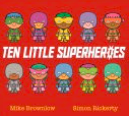 TEN LITTLE SUPERHEROES
Mike Brownlow Simon Rickerty